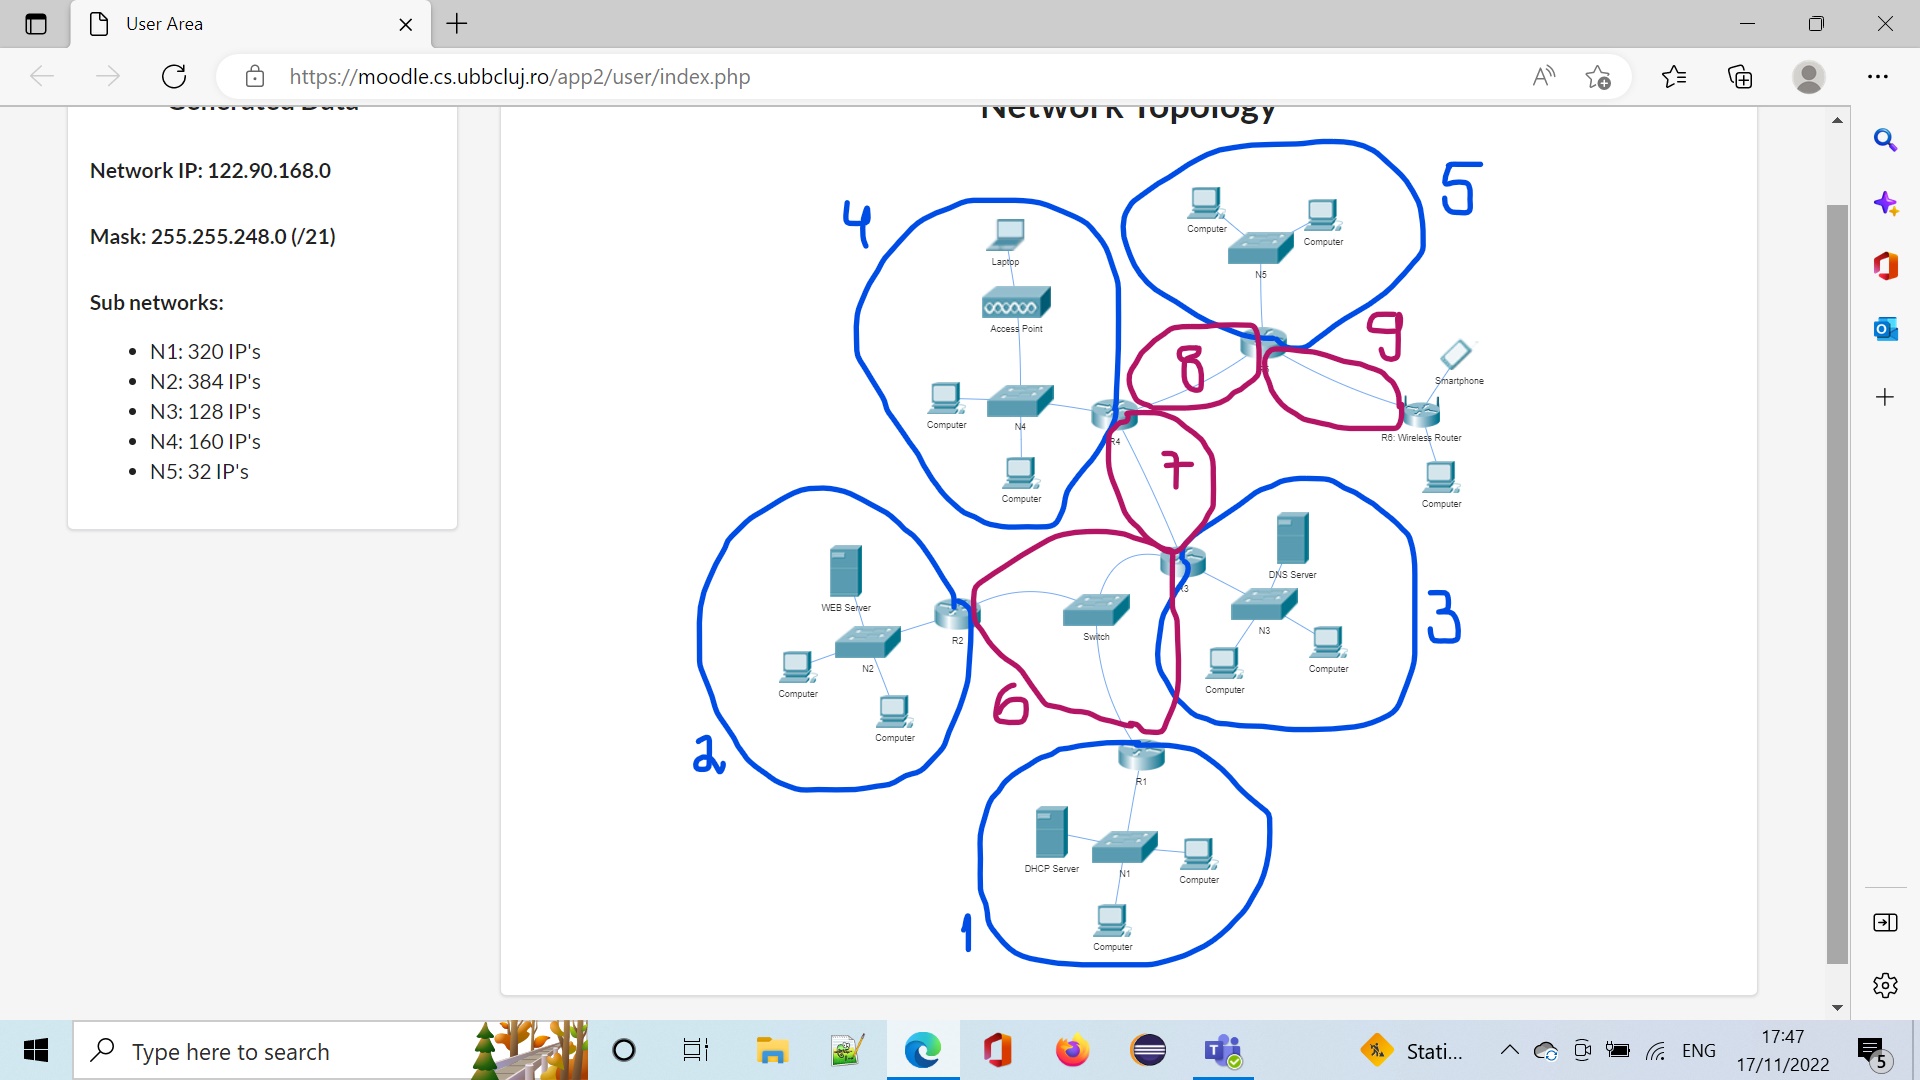 User Area
https://moodle.cs.ubbcluj.ro/app2/user/index.php
Generated Data
Network IP: 122.90.168.0
Mask: 255.255.248.0 (/21)
Sub networks:
N1: 320 IP's
N2: 384 IP's
N3: 128 IP's
N4: 160 IP's
N5: 32 IP's
Network Topology
5
4
Computer
Computer
N5
Laptop
Access Point
9
8
Smartphone
Computer
N4
R4
R6: Wireless Router
7
Computer
Computer
DNS Server
R3
WEB Server
3
Switch
N3
R2
N2
Computer
Computer
Computer
6
Computer
2
R1
DHCP Server
N1
Computer
1
Computer
Type here to search
Stati...
ENG
17:47
17/11/2022
5